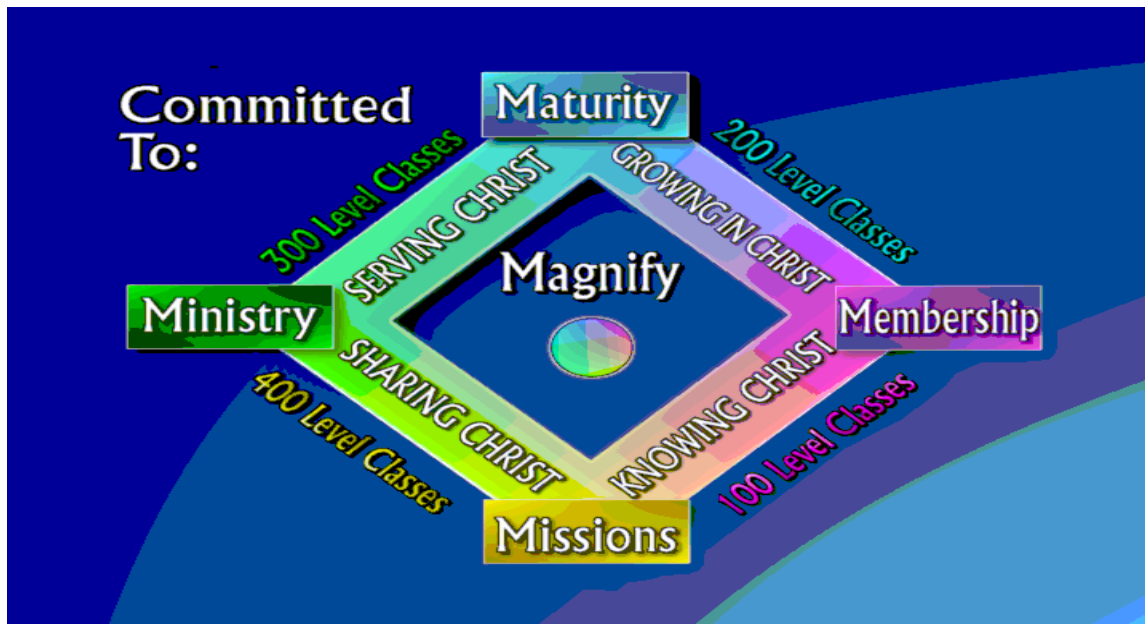 Committed
To:
Maturity
300 Level Classes
SERVING CHRIST
GROWING IN CHRIST
200 Level Classes
Magnify
Ministry
Membership
SHARING CHRIST
400 Level Classes
KNOWING CHRIST
100 Level Classes
Missions